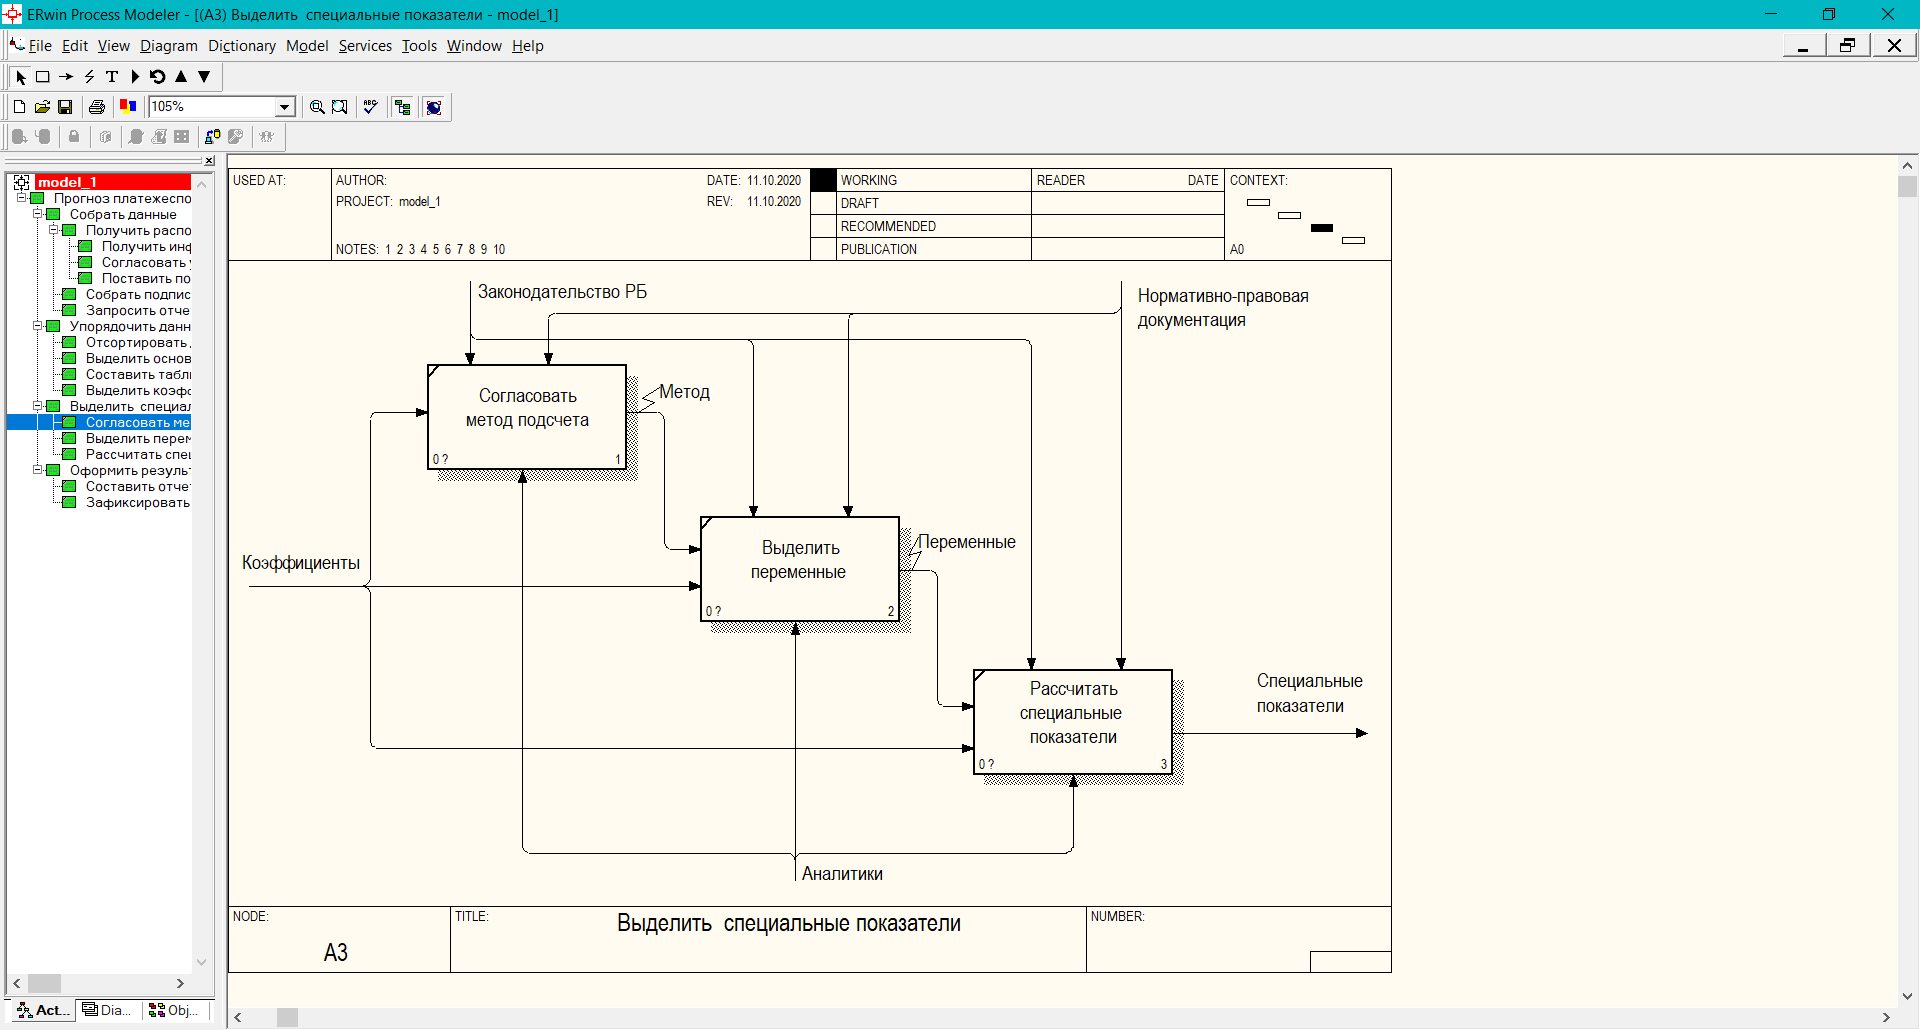 ERwin Process Modeler - [(A3) Выделить  специальные показатели - model_1]
File Edit View Diagram Dictionary Model Services Tools Window Help
105%
model_1
Прогноз платежеспо
Собрать данные
Получить распо
Получить инф
Согласовать у
Поставить по
Собрать подпис
Запросить отче
Упорядочить данн
Отсортировать
Выделить основ
Составить табл
Выделить коэфф
Выделить  специал
Согласовать ме
Выделить перем
Рассчитать спец
Оформить результ
Составить отче
Зафиксировать
Act... Dia... Obj...
USED AT:
AUTHOR: DATE: 11.10.2020
PROJECT: model_1 REV: 11.10.2020
NOTES: 1 2 3 4 5 6 7 8 9 10
WORKING
DRAFT
RECOMMENDED
PUBLICATION
READER DATE
CONTEXT:
A0
Законодательство РБ
Нормативно-правовая
документация
Согласовать
метод подсчета
0 ? 1
Метод
Коэффициенты
Выделить
переменные
0 ? 2
Переменные
Рассчитать
специальные
показатели
0 ? 3
Специальные
показатели
Аналитики
NODE:
A3
TITLE:
Выделить  специальные показатели
NUMBER: